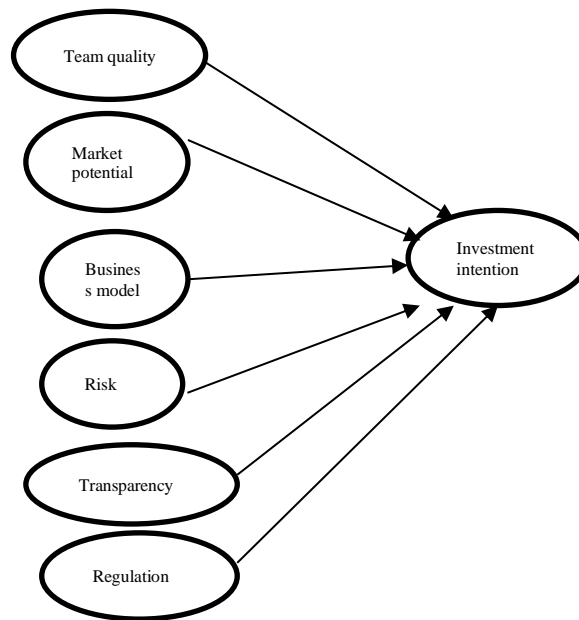 Team quality
Market
potential
Busines
s model
Risk
Transparency
Regulation
Investment
intention